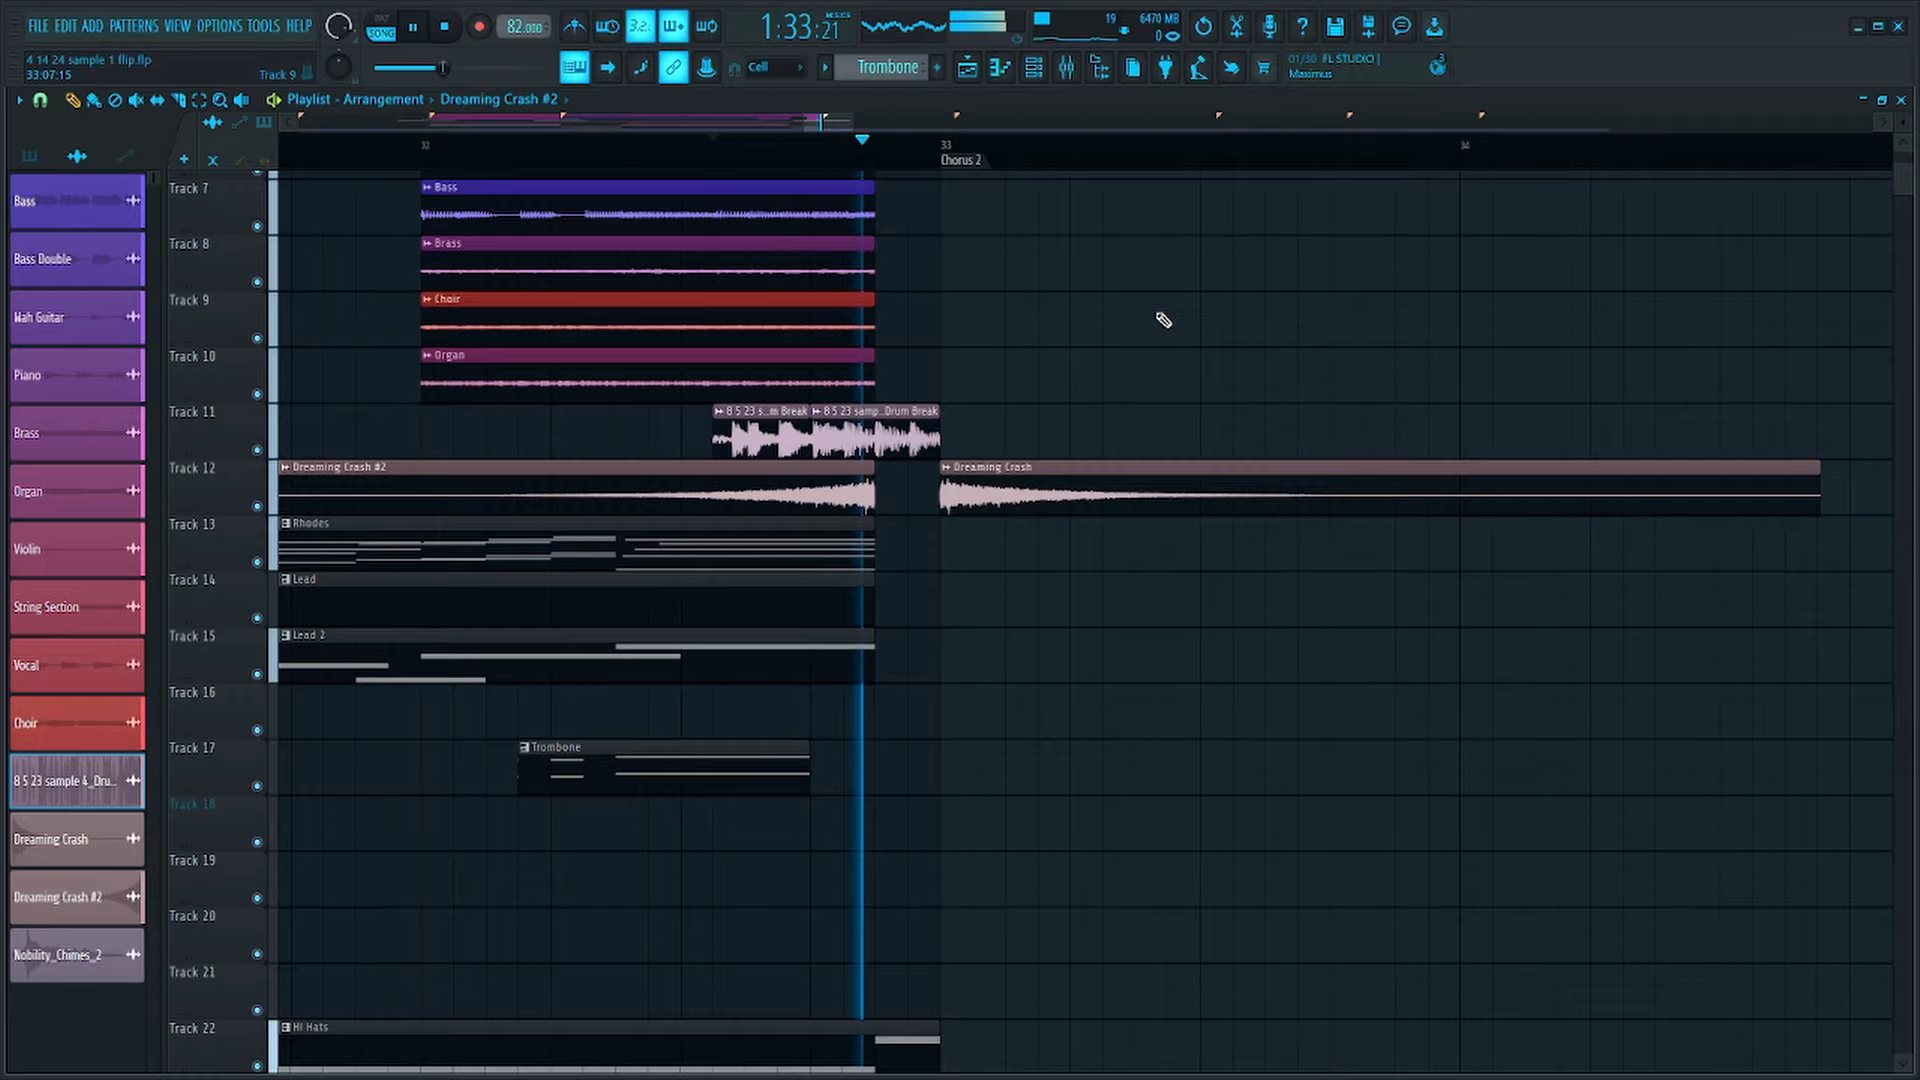 FILE EDIT ADD PATTERNS VIEW OPTIONS TOOLS HELP
PAT
SONG
82.000
3.2.
1:33:21
M:S:CS
19
6470 MB
0
4 14 24 sample 1 flip.flp
33:07:15
Track 9
Cell
Trombone
01/30 FL STUDIO |
Maximus
Playlist - Arrangement › Dreaming Crash #2 ›
32
33
34
Chorus 2
Bass
Bass Double
Wah Guitar
Piano
Brass
Organ
Violin
String Section
Vocal
Choir
8 5 23 sample 4_Dru...
Dreaming Crash
Dreaming Crash #2
Nobility_Chimes_2
Track 7
Bass
Track 8
Brass
Track 9
Choir
Track 10
Organ
Track 11
8 5 23 s...m Break
8 5 23 samp...Drum Break
Track 12
Dreaming Crash #2
Dreaming Crash
Track 13
Rhodes
Track 14
Lead
Track 15
Lead 2
Track 16
Track 17
Trombone
Track 18
Track 19
Track 20
Track 21
Track 22
Hi Hats